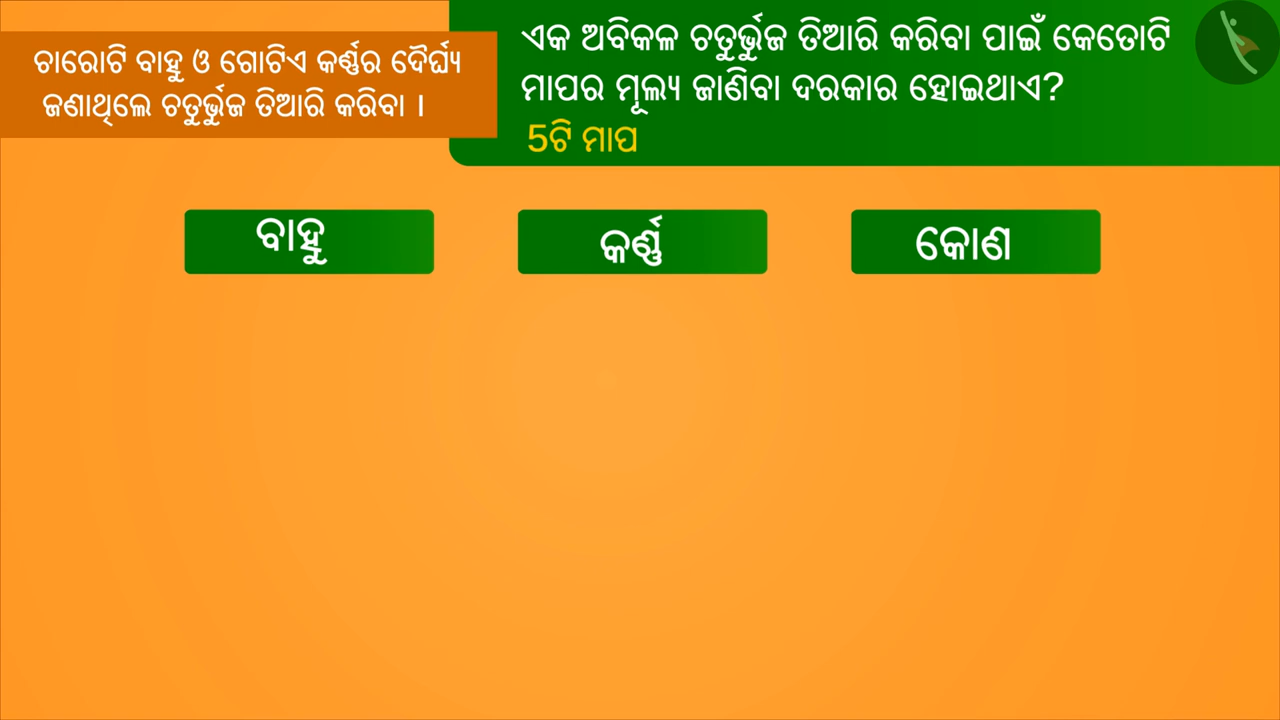 ଚାରୋଟି ବାହୁ ଓ ଗୋଟିଏ କର୍ଣ୍ଣର ଦୈର୍ଘ୍ୟ
ଜଣାଥିଲେ ଚତୁର୍ଭୁଜ ତିଆରି କରିବା ।
ଏକ ଅବିକଳ ଚତୁର୍ଭୁଜ ତିଆରି କରିବା ପାଇଁ କେତୋଟି
ମାପର ମୂଲ୍ୟ ଜାଣିବା ଦରକାର ହୋଇଥାଏ?
5ଟି ମାପ
ବାହୁ
କର୍ଣ୍ଣ
କୋଣ